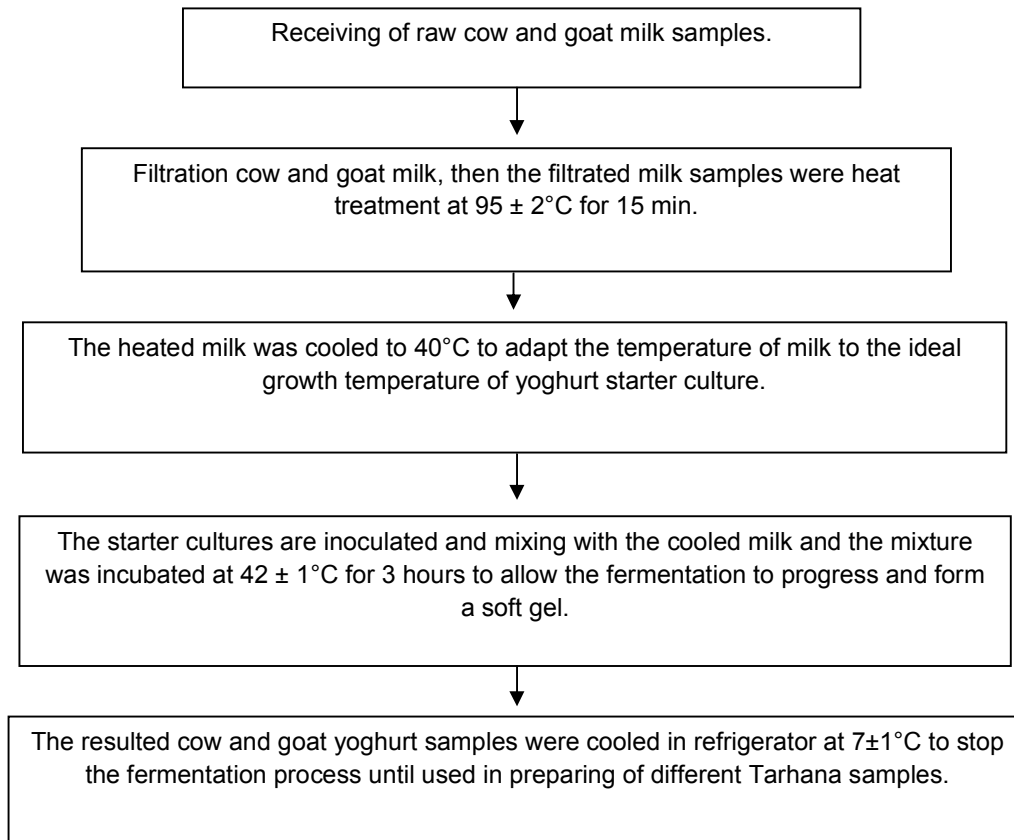 Receiving of raw cow and goat milk samples.
Filtration cow and goat milk, then the filtrated milk samples were heat
treatment at 95 ± 2°C for 15 min.
The heated milk was cooled to 40°C to adapt the temperature of milk to the ideal
growth temperature of yoghurt starter culture.
The starter cultures are inoculated and mixing with the cooled milk and the mixture
was incubated at 42 ± 1°C for 3 hours to allow the fermentation to progress and form
a soft gel.
The resulted cow and goat yoghurt samples were cooled in refrigerator at 7±1°C to stop
the fermentation process until used in preparing of different Tarhana samples.